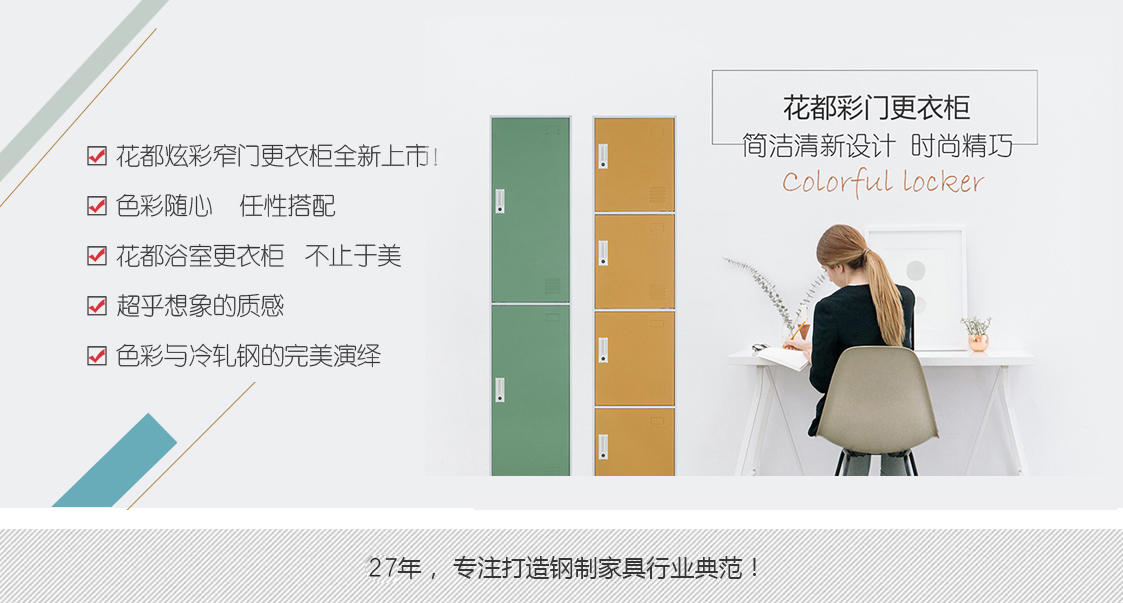 花都炫彩窄门更衣柜全新上市!
色彩随心 任性搭配
花都浴室更衣柜 不止于美
超乎想象的质感
色彩与冷轧钢的完美演绎
花都彩门更衣柜
简洁清新设计 时尚精巧
Colorful locker
27年，专注打造钢制家具行业典范！